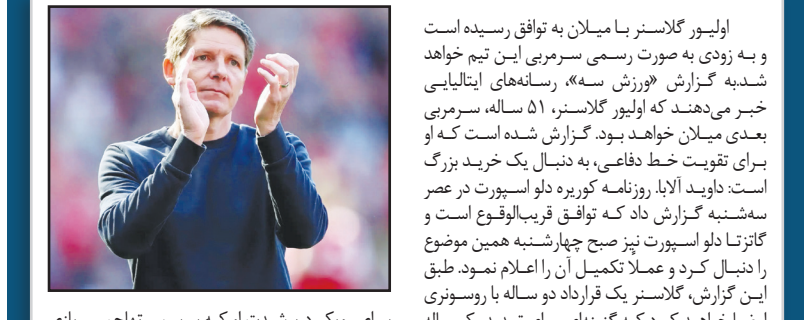 اولیور گلاسنر با میلان به توافق رسیده است
و به زودی به صورت رسمی سرمربی این تیم خواهد
شد.به گزارش «ورزش سه»، رسانه‌های ایتالیایی
خبر می‌دهند که اولیور گلاسنر، ۵۱ ساله، سرمربی
بعدی میلان خواهد بود. گزارش شده است که او
برای تقویت خط دفاعی، به دنبال یک خرید بزرگ
است: داوید آلابا. روزنامه کوریره دلو اسپورت در عصر
سه‌شنبه گزارش داد که توافق قریب‌الوقوع است و
گاتزتا دلو اسپورت نیز صبح چهارشنبه همین موضوع
را دنبال کرد و عملاً تکمیل آن را اعلام نمود. طبق
این گزارش، گلاسنر یک قرارداد دو ساله با روسونری